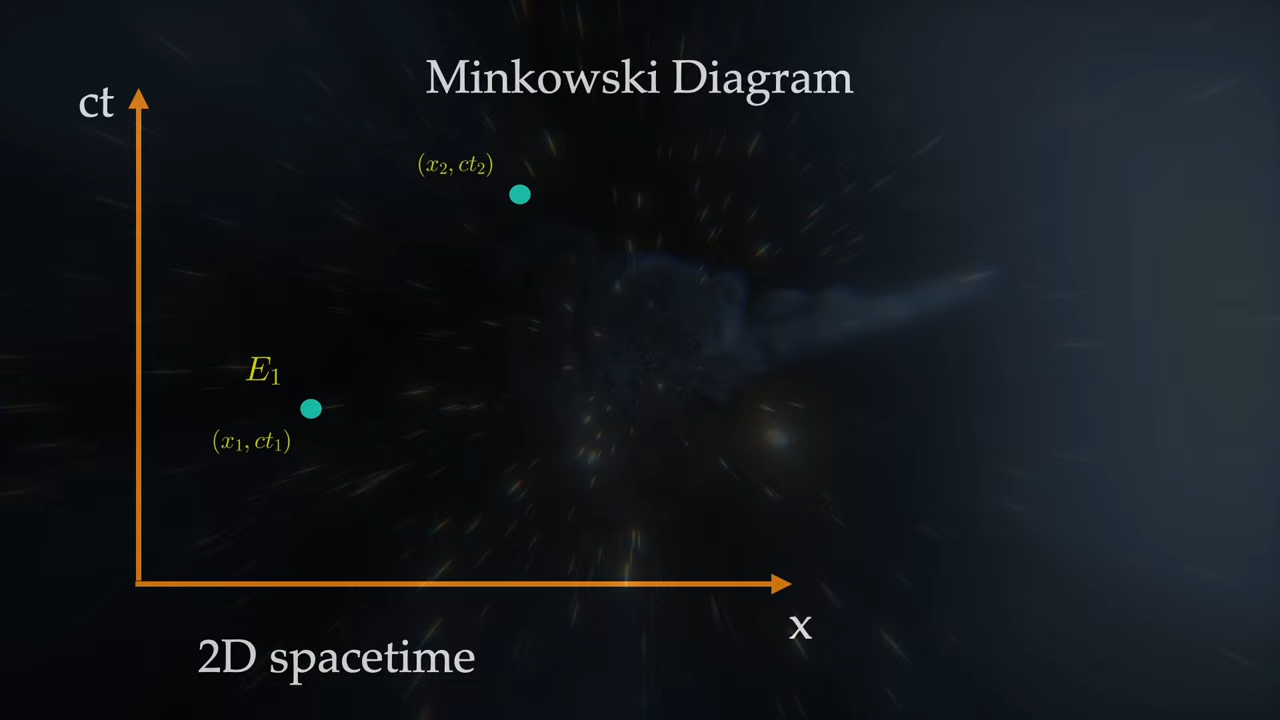 Minkowski Diagram
ct
(x₂, ct₂)
E₁
(x₁, ct₁)
x
2D spacetime